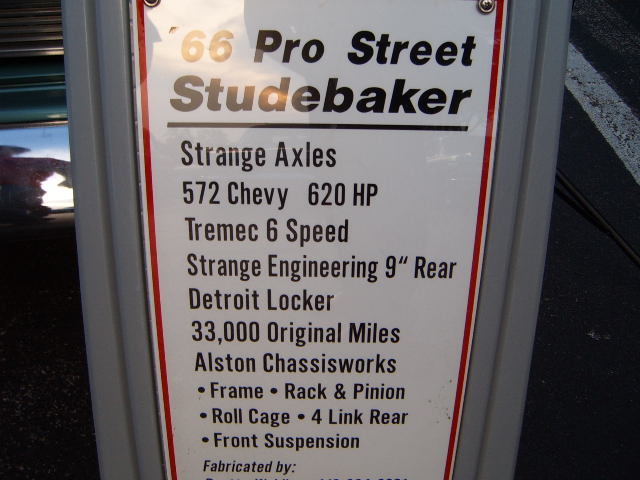 '66 Pro Street
Studebaker
Strange Axles
572 Chevy 620 HP
Tremec 6 Speed
Strange Engineering 9" Rear
Detroit Locker
33,000 Original Miles
Alston Chassisworks
• Frame • Rack & Pinion
• Roll Cage • 4 Link Rear
• Front Suspension
Fabricated by: